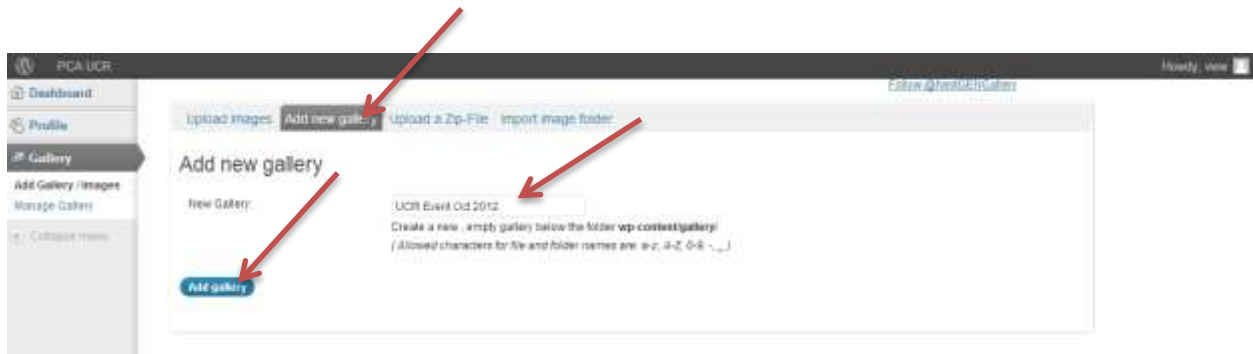 PCA UCR
Howdy, view
Dashboard
Follow @NextGENGallery
Upload Images Add new gallery Upload a Zip-File Import image folder
Profile
Gallery
Add new gallery
Add Gallery / Images
Manage Gallery
New Gallery:
UCR Event Oct 2012
Create a new , empty gallery below the folder wp-content/gallery/
( Allowed characters for file and folder names are: a-z, A-Z, 0-9, -, _ )
Collapse menu
Add gallery